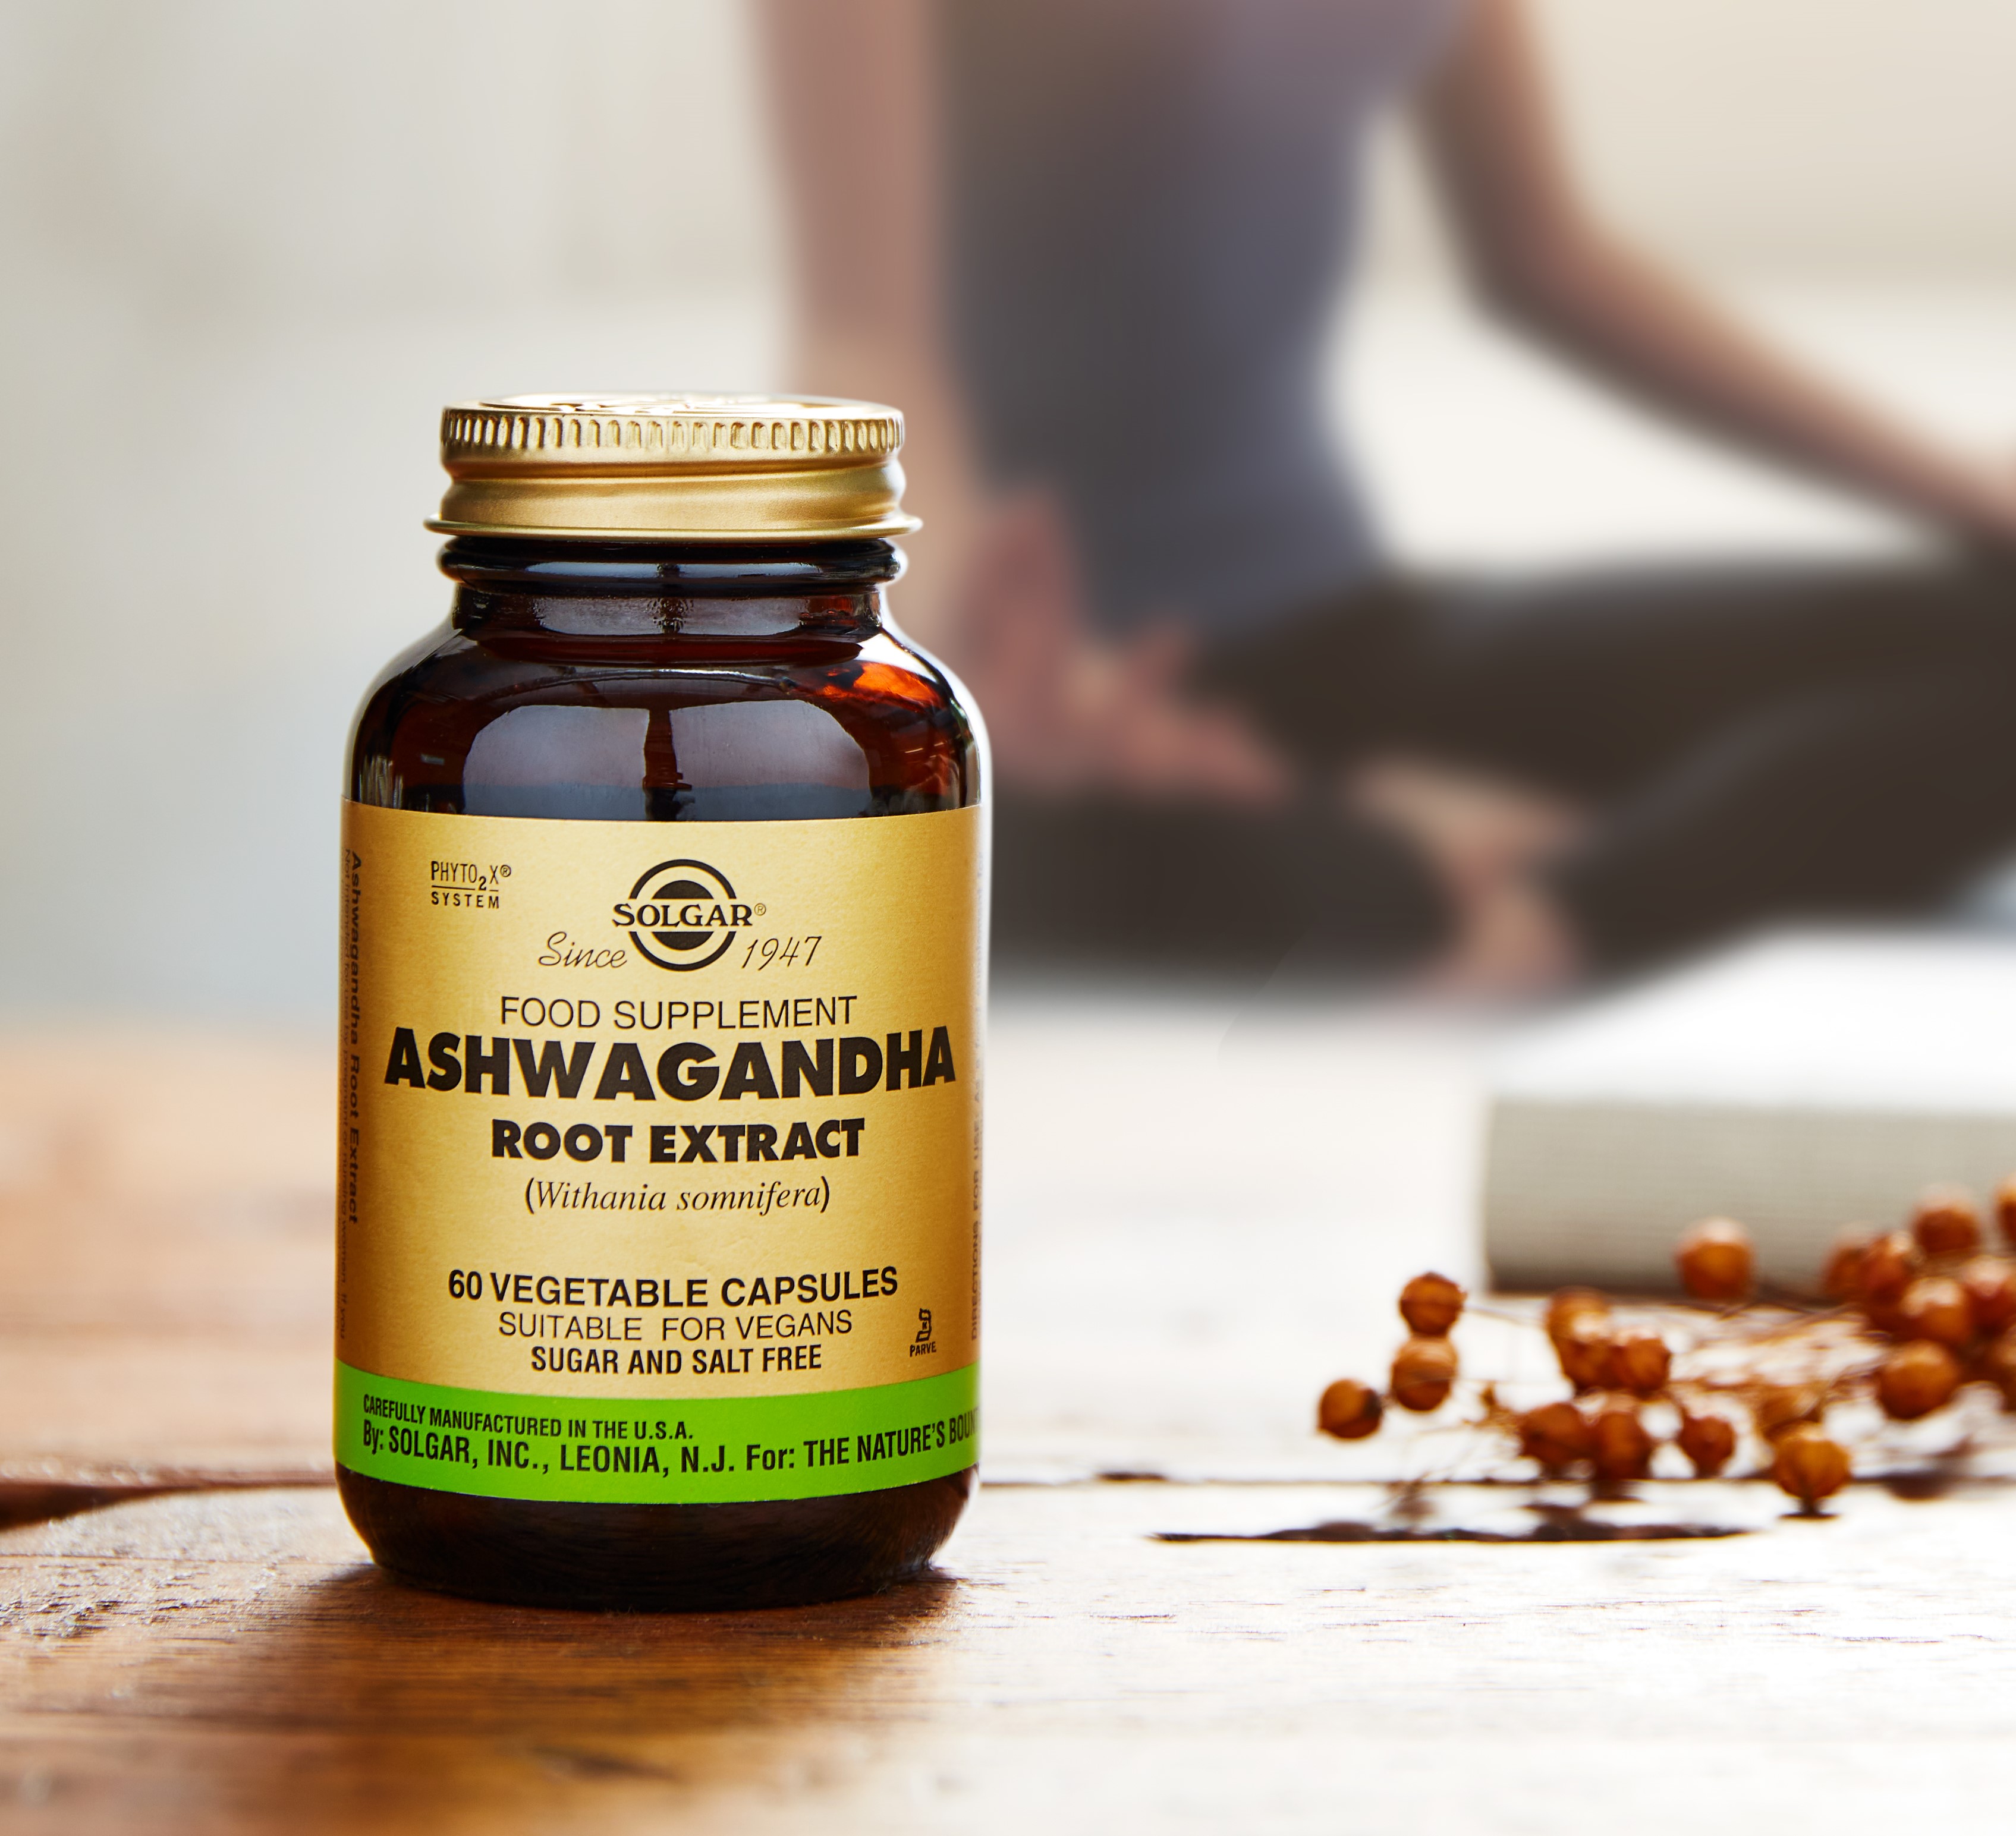 PHYTO2X®
SYSTEM
SOLGAR®
Since 1947
FOOD SUPPLEMENT
ASHWAGANDHA
ROOT EXTRACT
(Withania somnifera)
60 VEGETABLE CAPSULES
SUITABLE FOR VEGANS
SUGAR AND SALT FREE
PARVE
CAREFULLY MANUFACTURED IN THE U.S.A.
By: SOLGAR, INC., LEONIA, N.J. For: THE NATURE'S BOUN
Ashwagandha Root Extract
DIRECTIONS FOR USE